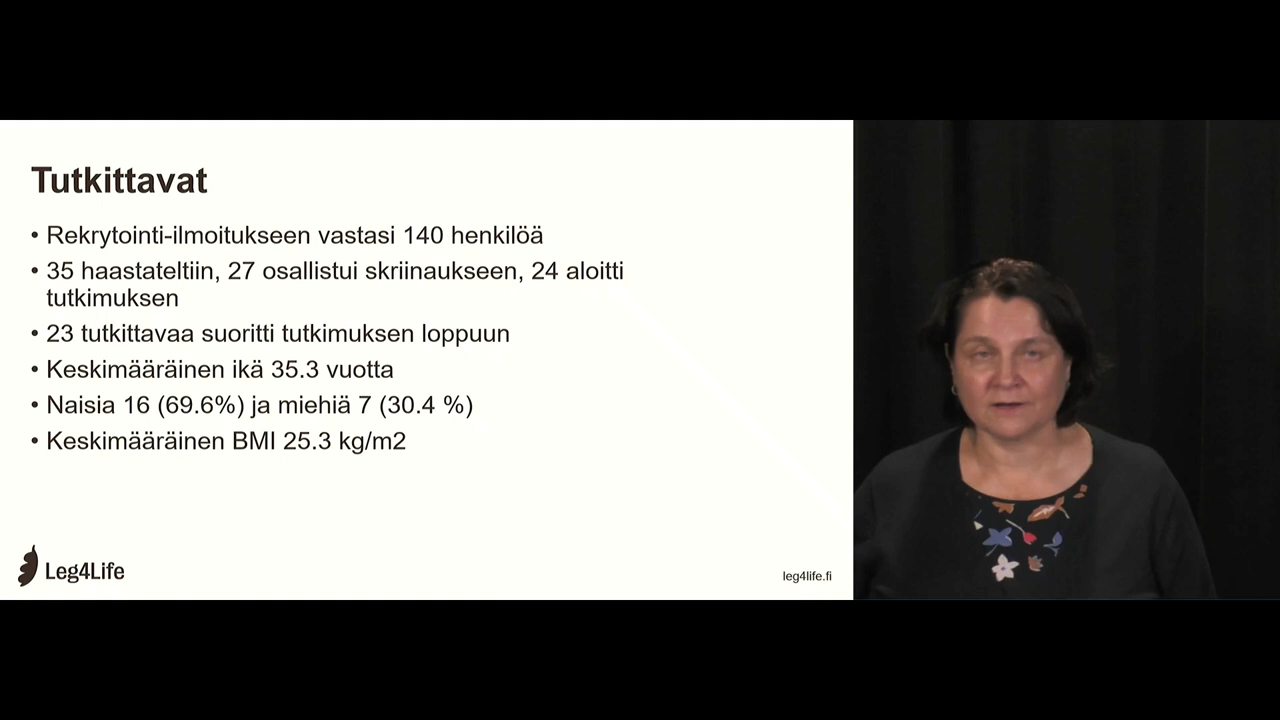 Tutkittavat
• Rekrytointi-ilmoitukseen vastasi 140 henkilöä
• 35 haastateltiin, 27 osallistui skriinaukseen, 24 aloitti
tutkimuksen
• 23 tutkittavaa suoritti tutkimuksen loppuun
• Keskimääräinen ikä 35.3 vuotta
• Naisia 16 (69.6%) ja miehiä 7 (30.4 %)
• Keskimääräinen BMI 25.3 kg/m2
Leg4Life
leg4life.fi